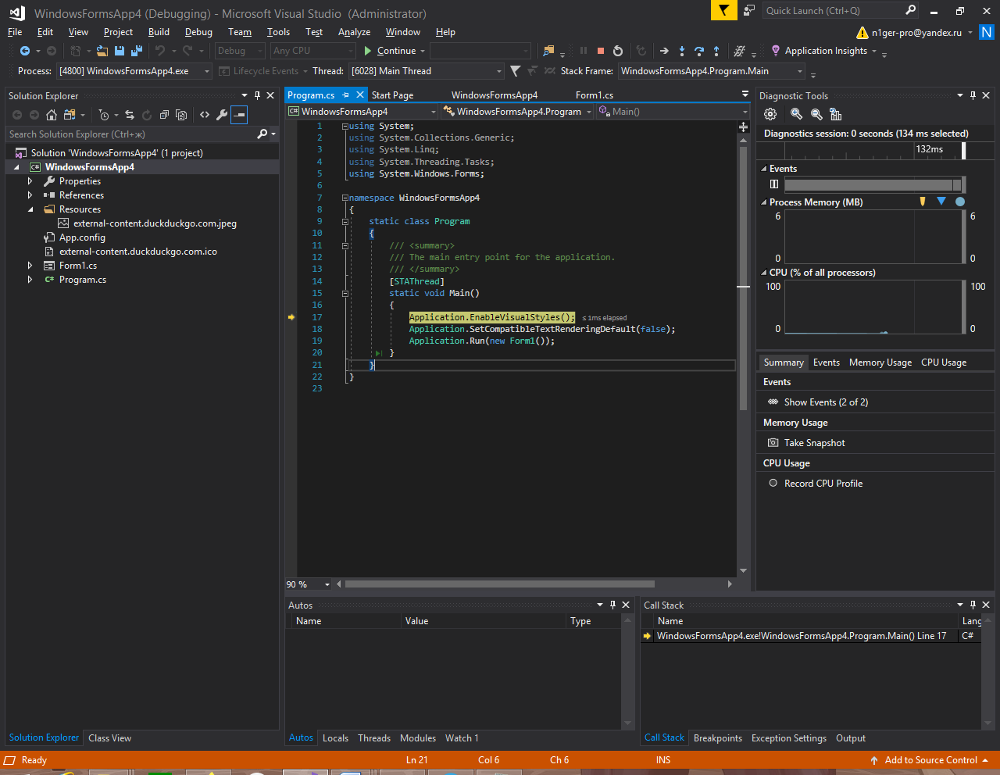 WindowsFormsApp4 (Debugging) - Microsoft Visual Studio (Administrator)
Quick Launch (Ctrl+Q)
File Edit View Project Build Debug Team Tools Test Analyze Window Help
n1ger-pro@yandex.ru
N
Debug Any CPU Continue Application Insights
Process: [4800] WindowsFormsApp4.exe Lifecycle Events Thread: [6028] Main Thread Stack Frame: WindowsFormsApp4.Program.Main
Solution Explorer
Search Solution Explorer (Ctrl+ж)
Solution 'WindowsFormsApp4' (1 project)
WindowsFormsApp4
Properties
References
Resources
external-content.duckduckgo.com.jpeg
App.config
external-content.duckduckgo.com.ico
Form1.cs
Program.cs
Solution Explorer Class View
Program.cs Start Page WindowsFormsApp4 Form1.cs
WindowsFormsApp4 WindowsFormsApp4.Program Main()
1 using System;
2 using System.Collections.Generic;
3 using System.Linq;
4 using System.Threading.Tasks;
5 using System.Windows.Forms;
6
7 namespace WindowsFormsApp4
8 {
9 static class Program
10 {
11 /// <summary>
12 /// The main entry point for the application.
13 /// </summary>
14 [STAThread]
15 static void Main()
16 {
17 Application.EnableVisualStyles(); ≤ 1ms elapsed
18 Application.SetCompatibleTextRenderingDefault(false);
19 Application.Run(new Form1());
20 }
21 }
22 }
23
90 %
Diagnostic Tools
Diagnostics session: 0 seconds (134 ms selected)
132ms
Events
Process Memory (MB)
6 6
0 0
CPU (% of all processors)
100 100
0 0
Summary Events Memory Usage CPU Usage
Events
Show Events (2 of 2)
Memory Usage
Take Snapshot
CPU Usage
Record CPU Profile
Autos
Name Value Type
Autos Locals Threads Modules Watch 1
Call Stack
Name Lang
WindowsFormsApp4.exe!WindowsFormsApp4.Program.Main() Line 17 C#
Call Stack Breakpoints Exception Settings Output
Ready Ln 21 Col 6 Ch 6 INS Add to Source Control